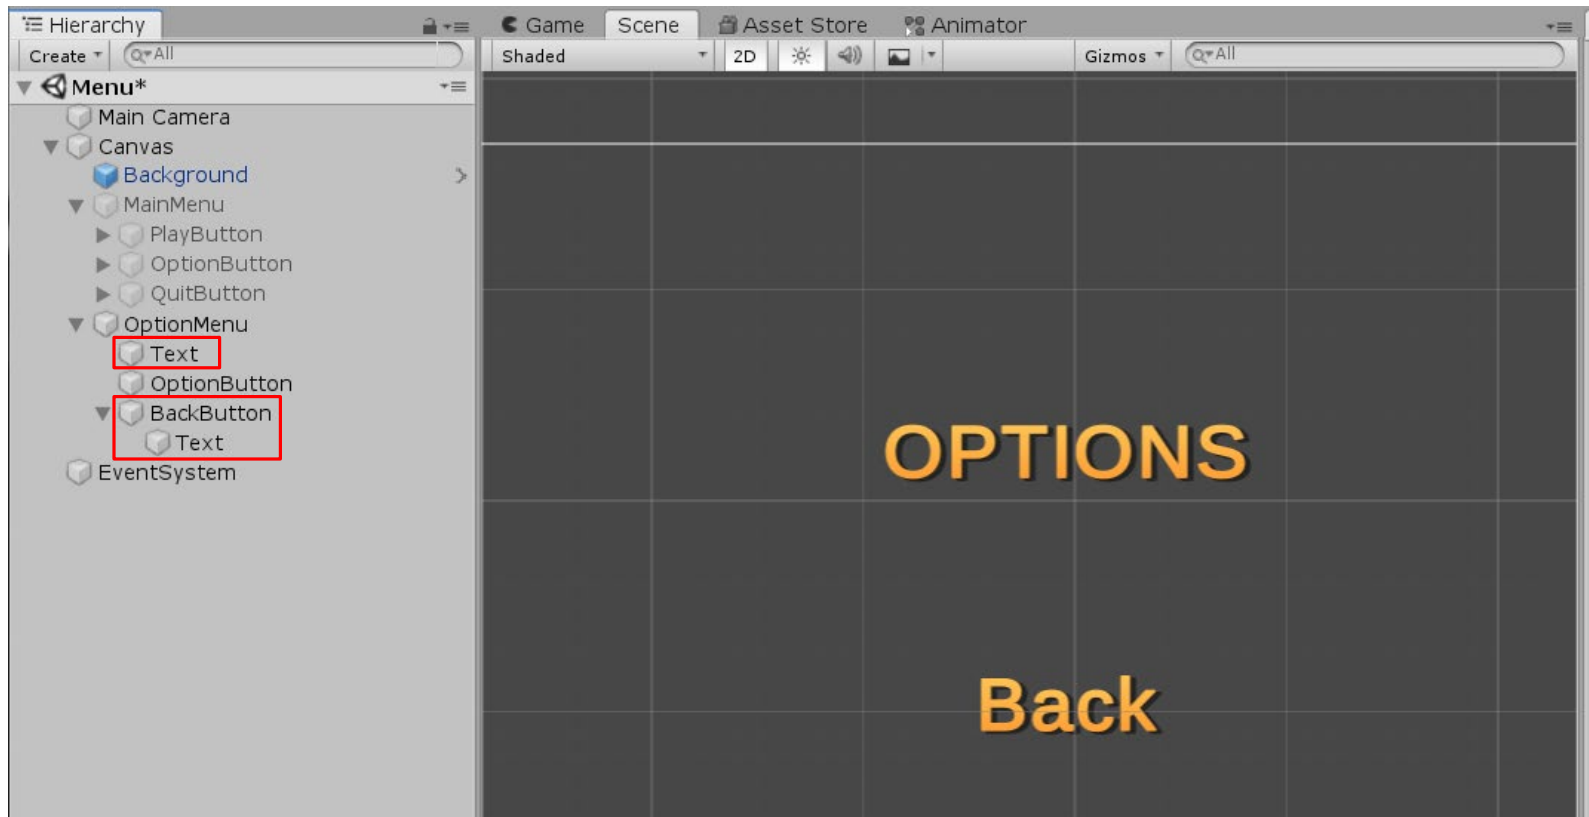 Hierarchy
Create All
Menu*
Main Camera
Canvas
Background
MainMenu
PlayButton
OptionButton
QuitButton
OptionMenu
Text
OptionButton
BackButton
Text
EventSystem
Game Scene Asset Store Animator
Shaded 2D Gizmos All
OPTIONS
Back